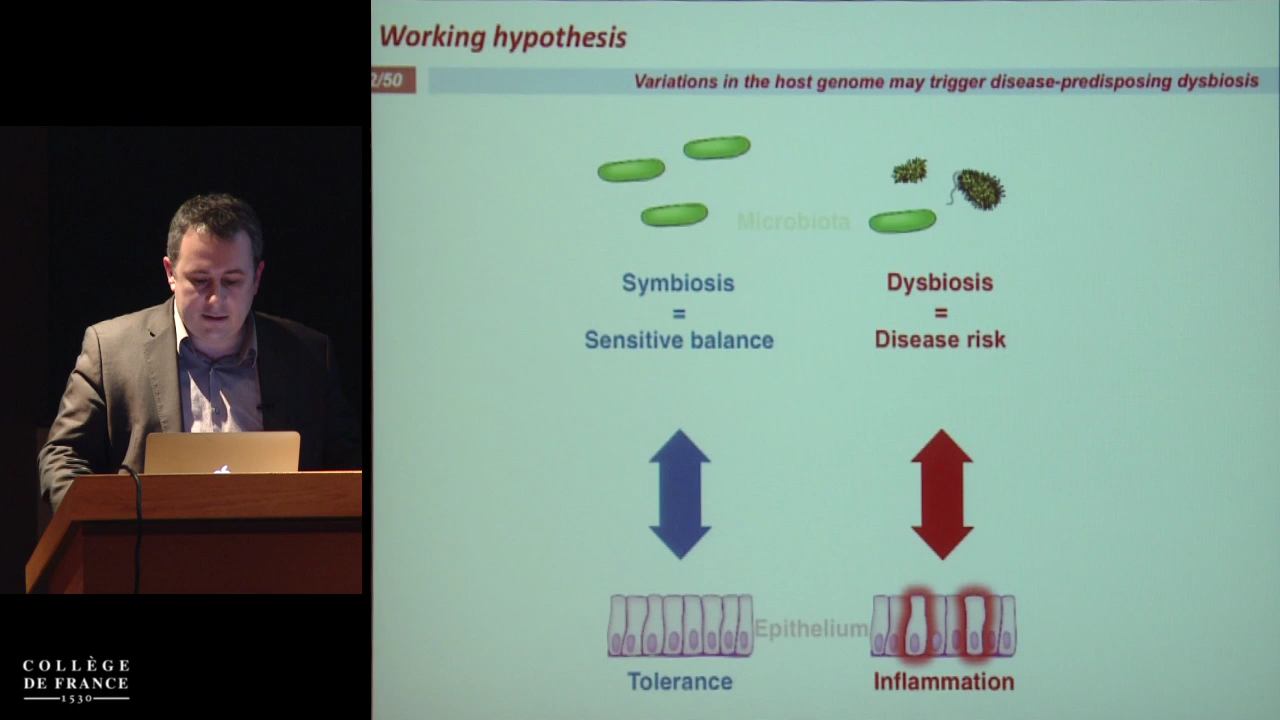 Working hypothesis
2/50
Variations in the host genome may trigger disease-predisposing dysbiosis
Microbiota
Symbiosis
=
Sensitive balance
Dysbiosis
=
Disease risk
Epithelium
Tolerance
Inflammation
COLLÈGE
DE FRANCE
1530